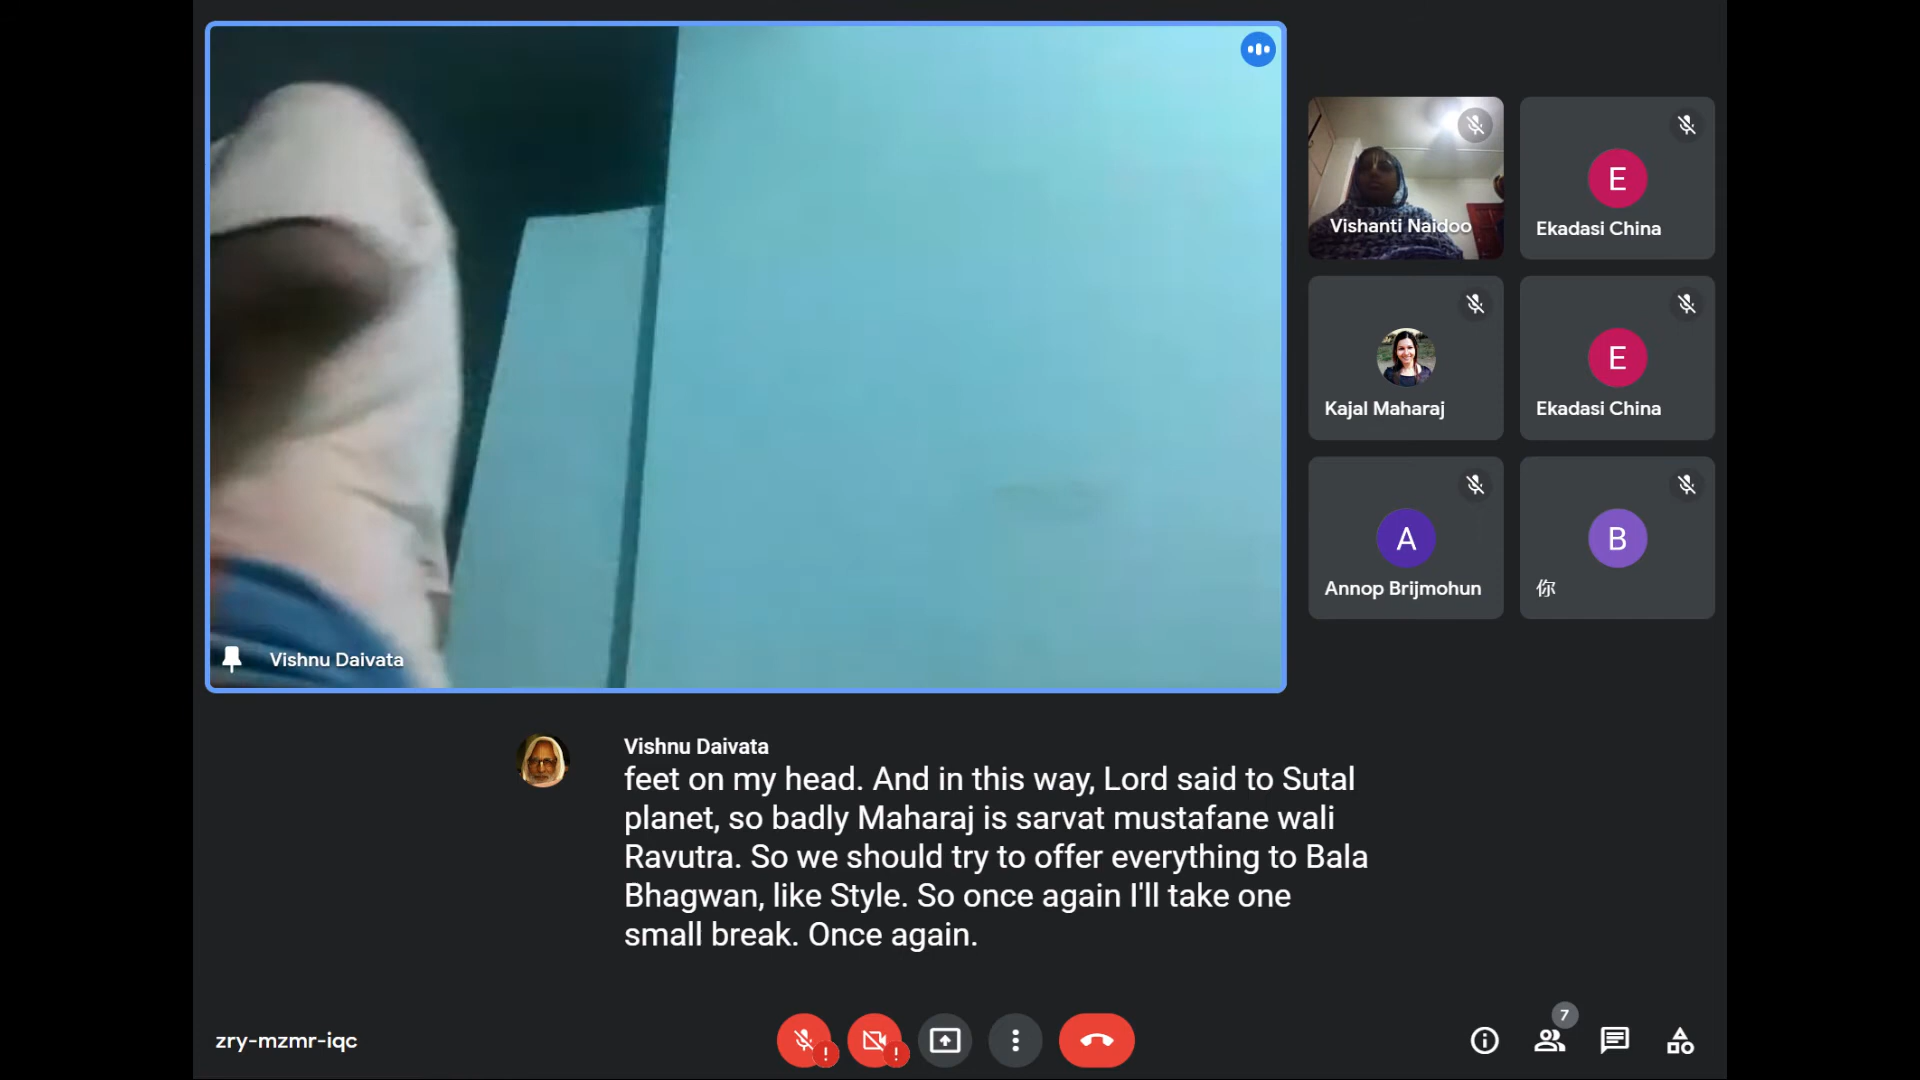 Vishnu Daivata
Vishanti Naidoo
E
Ekadasi China
Kajal Maharaj
E
Ekadasi China
A
Annop Brijmohun
B
你
Vishnu Daivata
feet on my head. And in this way, Lord said to Sutal
planet, so badly Maharaj is sarvat mustafane wali
Ravutra. So we should try to offer everything to Bala
Bhagwan, like Style. So once again I'll take one
small break. Once again.
zry-mzmr-iqc
!
!
7